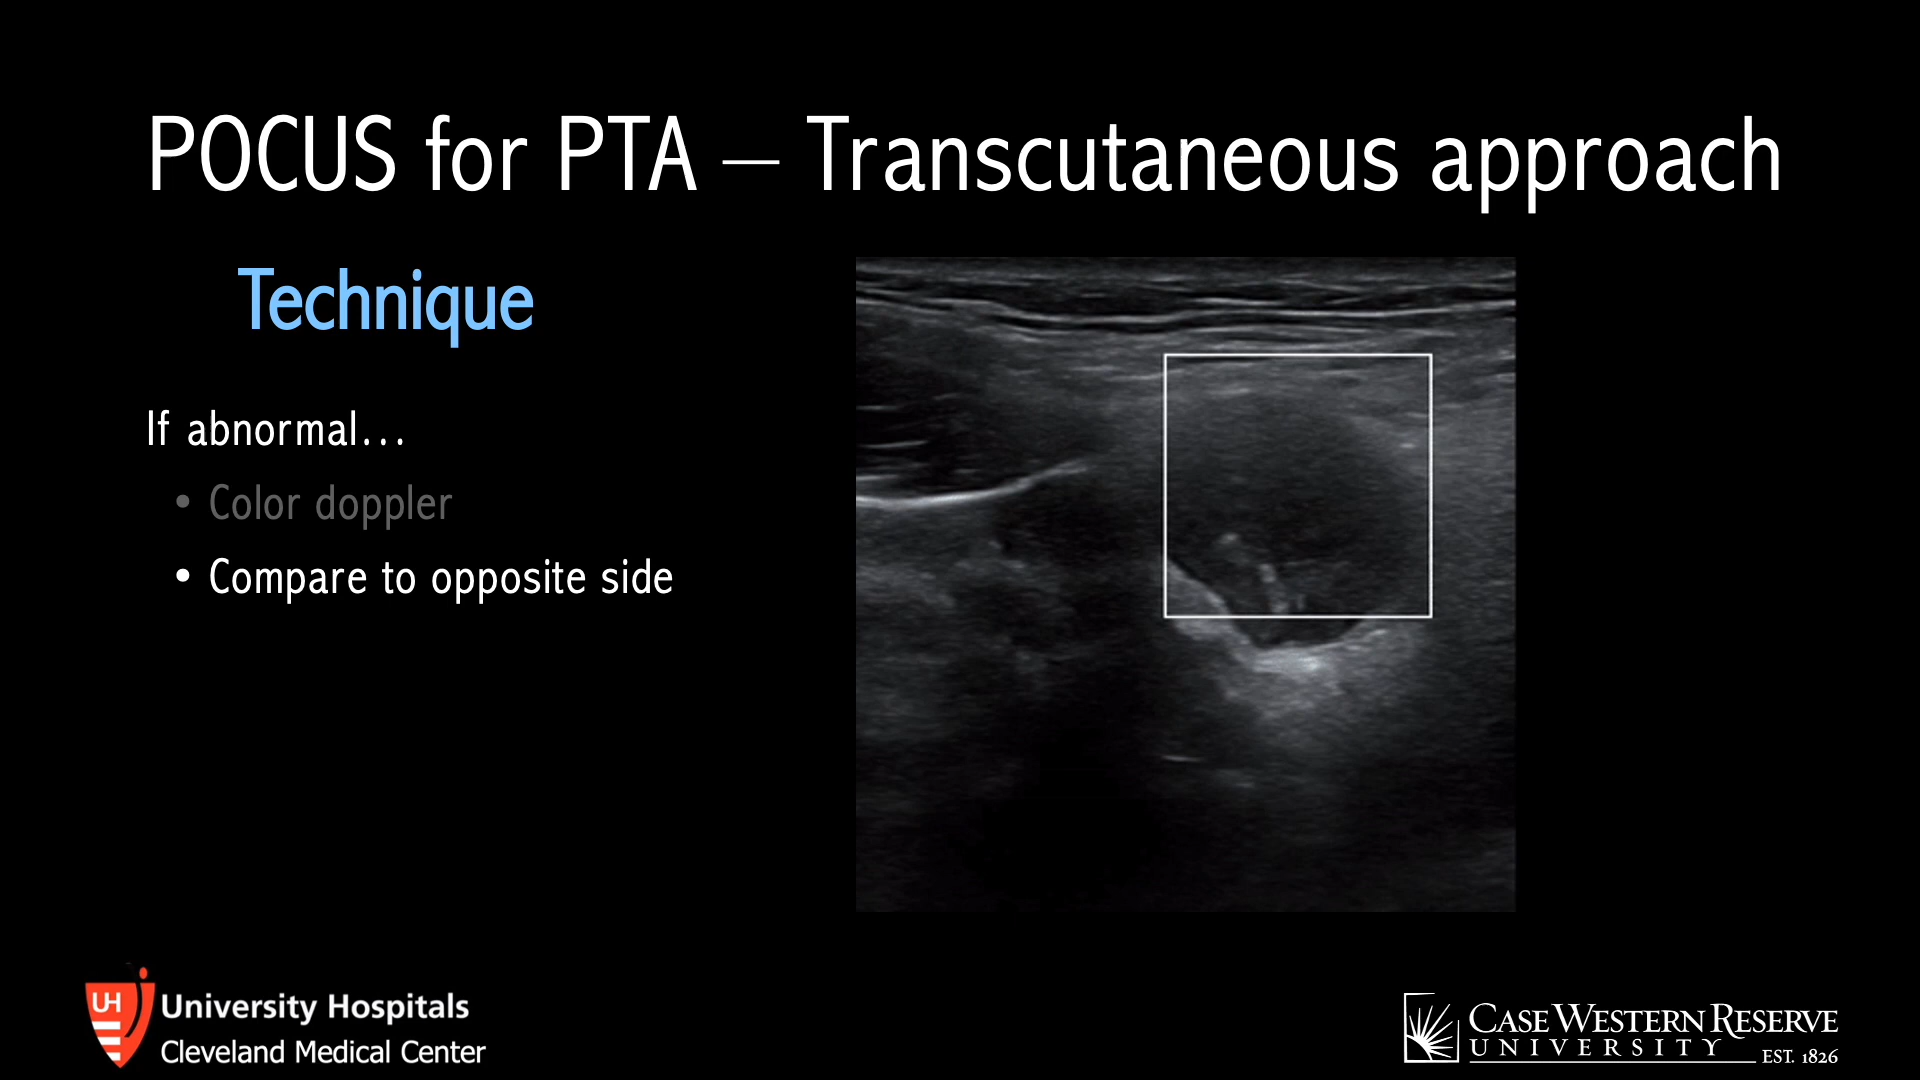 POCUS for PTA – Transcutaneous approach
Technique
If abnormal…
• Color doppler
• Compare to opposite side
UH
University Hospitals
Cleveland Medical Center
CASE WESTERN RESERVE
UNIVERSITY
EST. 1826